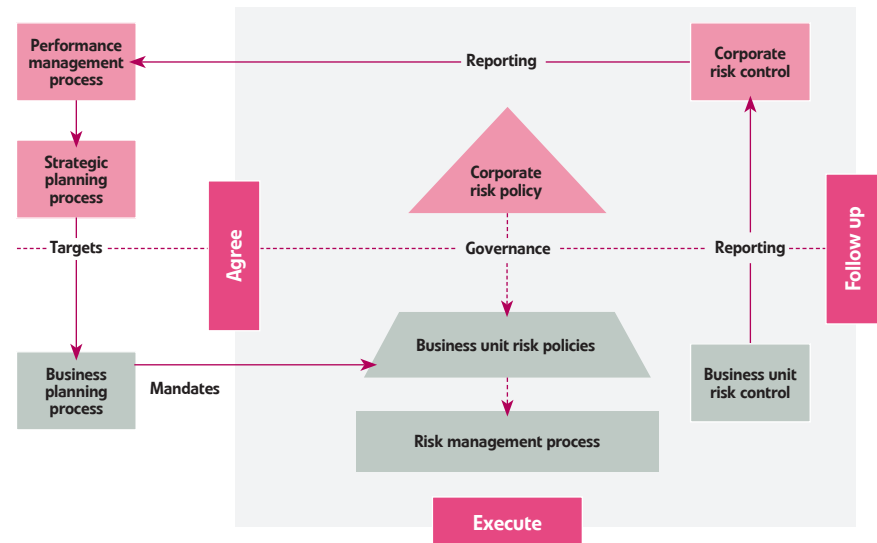 Performance
management
process
Reporting
Corporate
risk control
Strategic
planning
process
Corporate
risk policy
Agree
Follow up
Targets
Governance
Reporting
Business unit risk policies
Business
planning
process
Mandates
Business unit
risk control
Risk management process
Execute